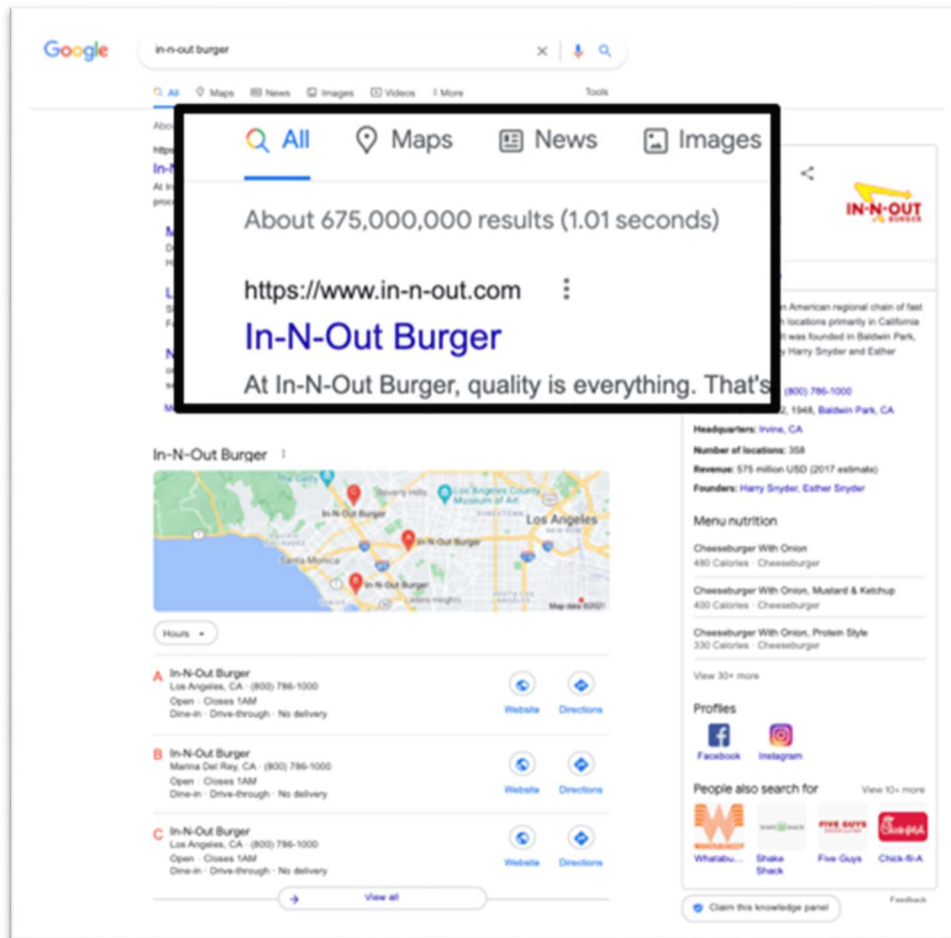 Google
in-n-out burger
All Maps News Images Videos More Tools
All Maps News Images
About 675,000,000 results (1.01 seconds)
https://www.in-n-out.com
In-N-Out Burger
At In-N-Out Burger, quality is everything. That's
In-N-Out Burger
The Getty
Beverly Hills
Los Angeles County
Museum of Art
In-N-Out Burger
Los Angeles
In-N-Out Burger
Santa Monica
In-N-Out Burger
Ladera Heights
Map data ©2021
Hours
A In-N-Out Burger
Los Angeles, CA · (800) 786-1000
Open · Closes 1AM
Dine-in · Drive-through · No delivery
Website Directions
B In-N-Out Burger
Marina Del Rey, CA · (800) 786-1000
Open · Closes 1AM
Dine-in · Drive-through · No delivery
Website Directions
C In-N-Out Burger
Los Angeles, CA · (800) 786-1000
Open · Closes 1AM
Dine-in · Drive-through · No delivery
Website Directions
View all
IN-N-OUT
BURGER
American regional chain of fast
locations primarily in California
was founded in Baldwin Park,
Harry Snyder and Esther
(800) 786-1000
1948, Baldwin Park, CA
Headquarters: Irvine, CA
Number of locations: 358
Revenue: 575 million USD (2017 estimate)
Founders: Harry Snyder, Esther Snyder
Menu nutrition
Cheeseburger With Onion
480 Calories · Cheeseburger
Cheeseburger With Onion, Mustard & Ketchup
400 Calories · Cheeseburger
Cheeseburger With Onion, Protein Style
330 Calories · Cheeseburger
View 30+ more
Profiles
Facebook Instagram
People also search for View 10+ more
WHATABURGER SHAKE SHACK FIVE GUYS Chick-fil-A
Whatabu... Shake Shack Five Guys Chick-fil-A
Claim this knowledge panel
Feedback